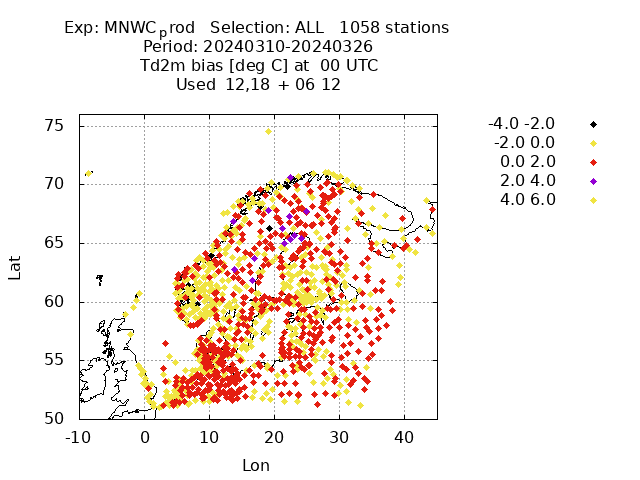 Exp: MNWC_prod   Selection: ALL   1058 stations
Period: 20240310-20240326
Td2m bias [deg C] at  00 UTC
Used  12,18 + 06 12
-4.0 -2.0
-2.0 0.0
0.0 2.0
2.0 4.0
4.0 6.0
75
70
65
60
55
50
Lat
-10 0 10 20 30 40
Lon